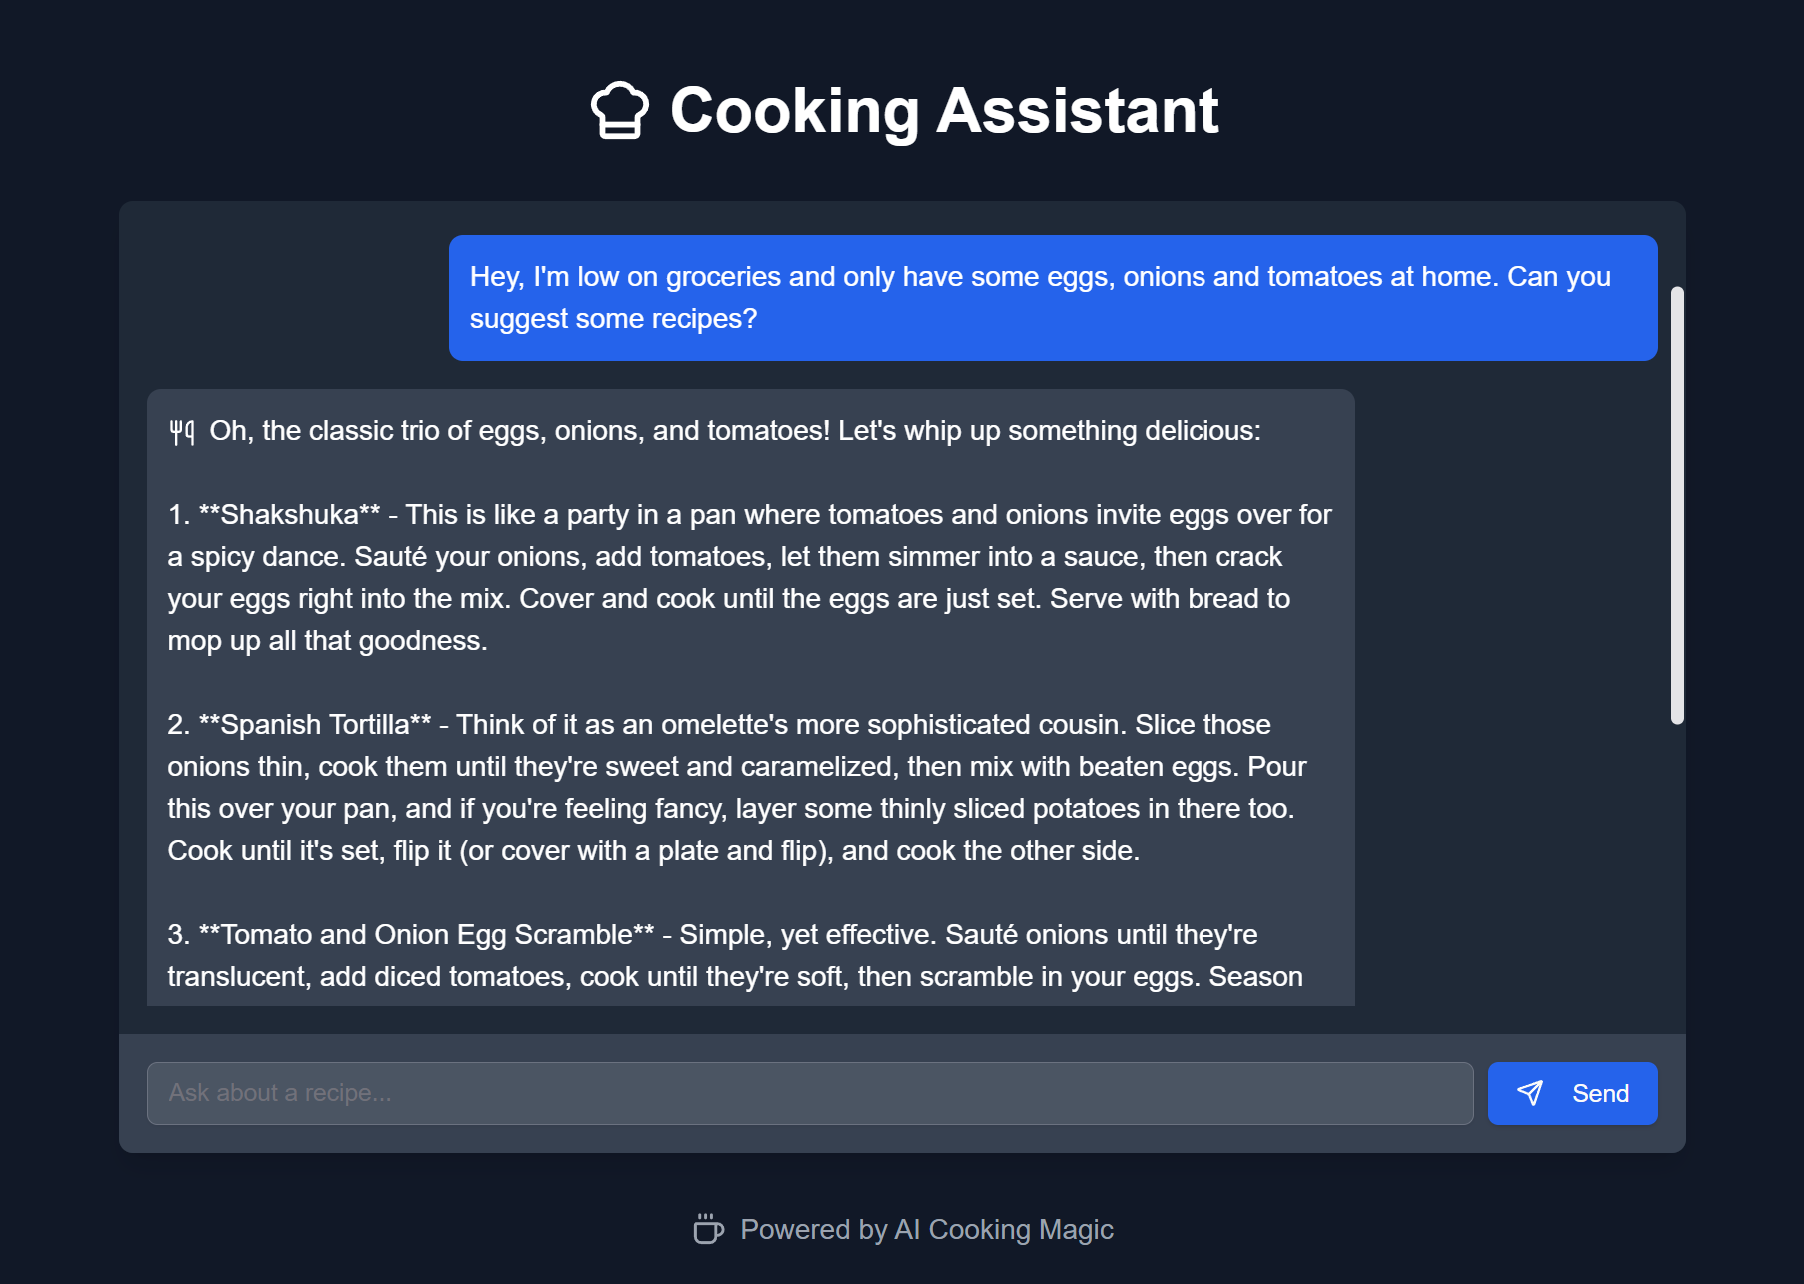 Cooking Assistant
Hey, I'm low on groceries and only have some eggs, onions and tomatoes at home. Can you
suggest some recipes?
Oh, the classic trio of eggs, onions, and tomatoes! Let's whip up something delicious:
1. **Shakshuka** - This is like a party in a pan where tomatoes and onions invite eggs over for
a spicy dance. Sauté your onions, add tomatoes, let them simmer into a sauce, then crack
your eggs right into the mix. Cover and cook until the eggs are just set. Serve with bread to
mop up all that goodness.
2. **Spanish Tortilla** - Think of it as an omelette's more sophisticated cousin. Slice those
onions thin, cook them until they're sweet and caramelized, then mix with beaten eggs. Pour
this over your pan, and if you're feeling fancy, layer some thinly sliced potatoes in there too.
Cook until it's set, flip it (or cover with a plate and flip), and cook the other side.
3. **Tomato and Onion Egg Scramble** - Simple, yet effective. Sauté onions until they're
translucent, add diced tomatoes, cook until they're soft, then scramble in your eggs. Season
Ask about a recipe...
Send
Powered by AI Cooking Magic